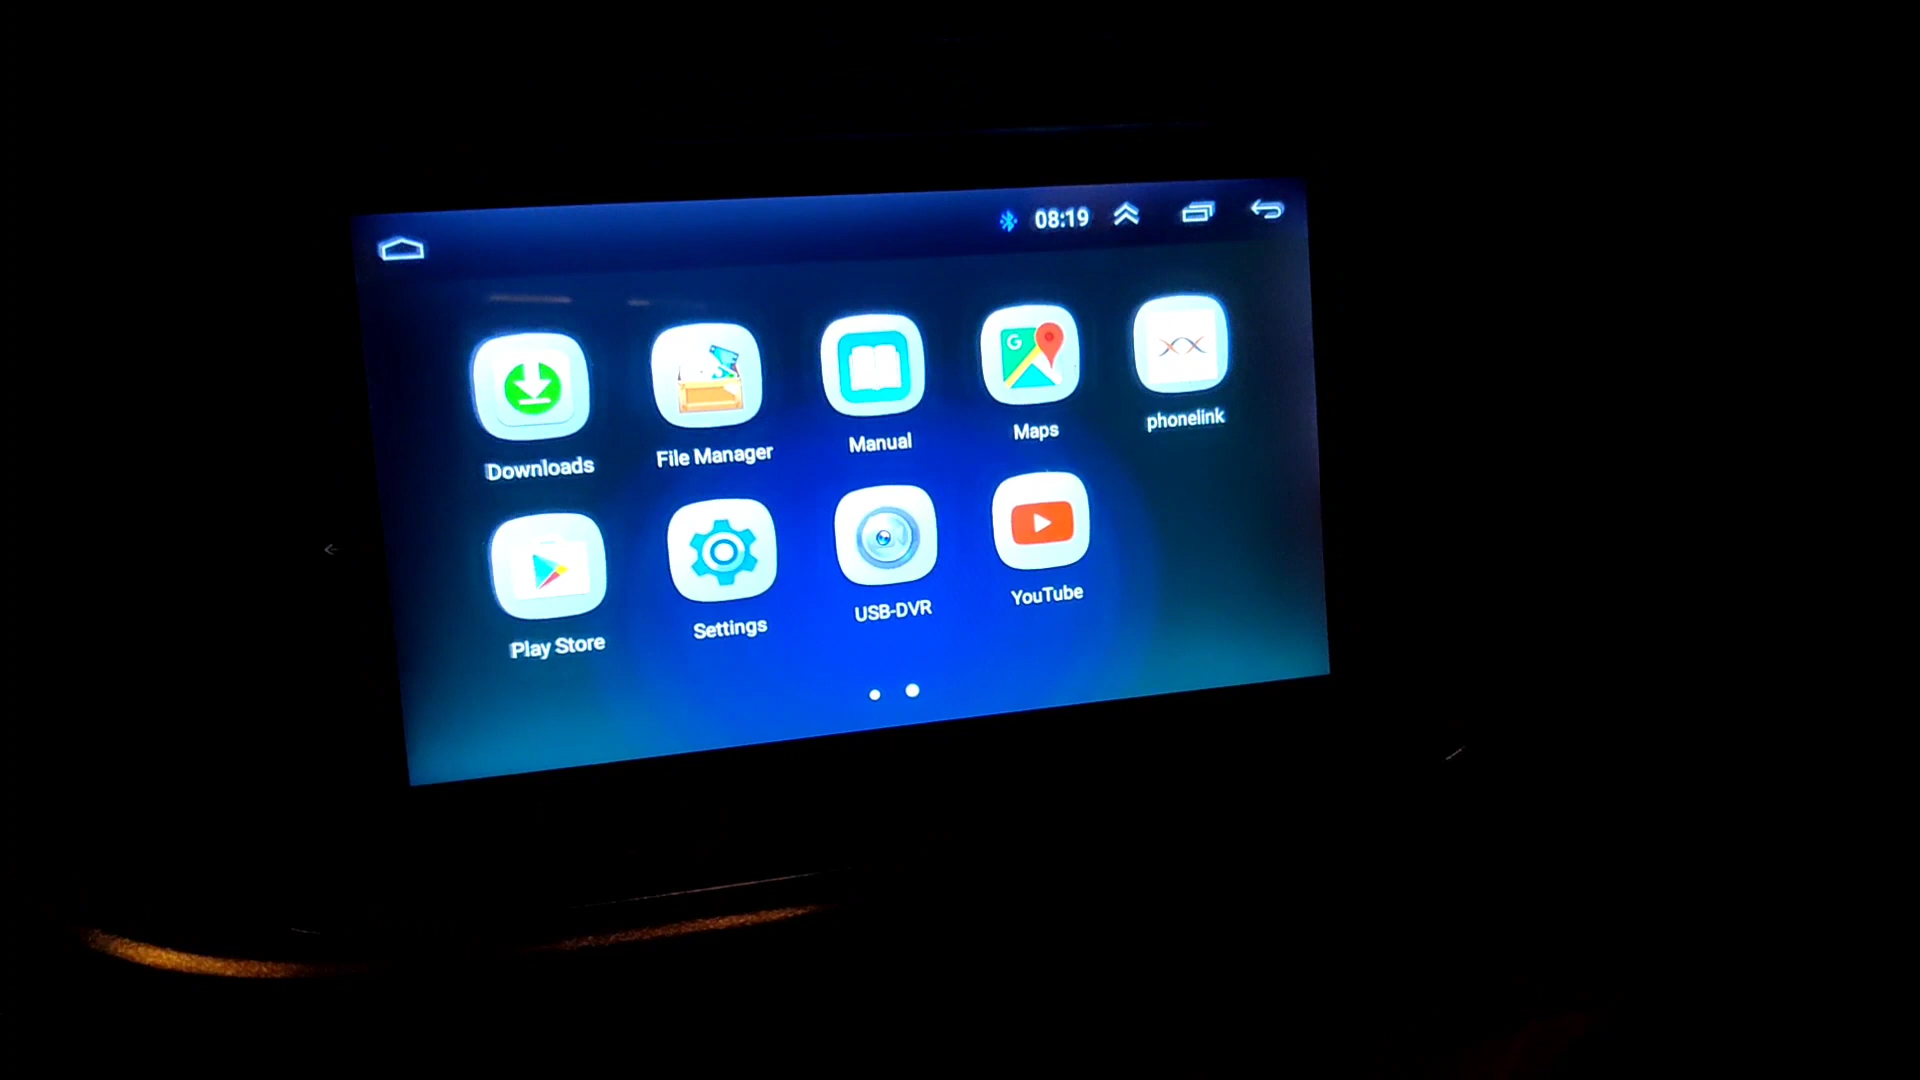 08:19
Downloads
File Manager
Manual
G
Maps
phonelink
Play Store
Settings
USB-DVR
YouTube